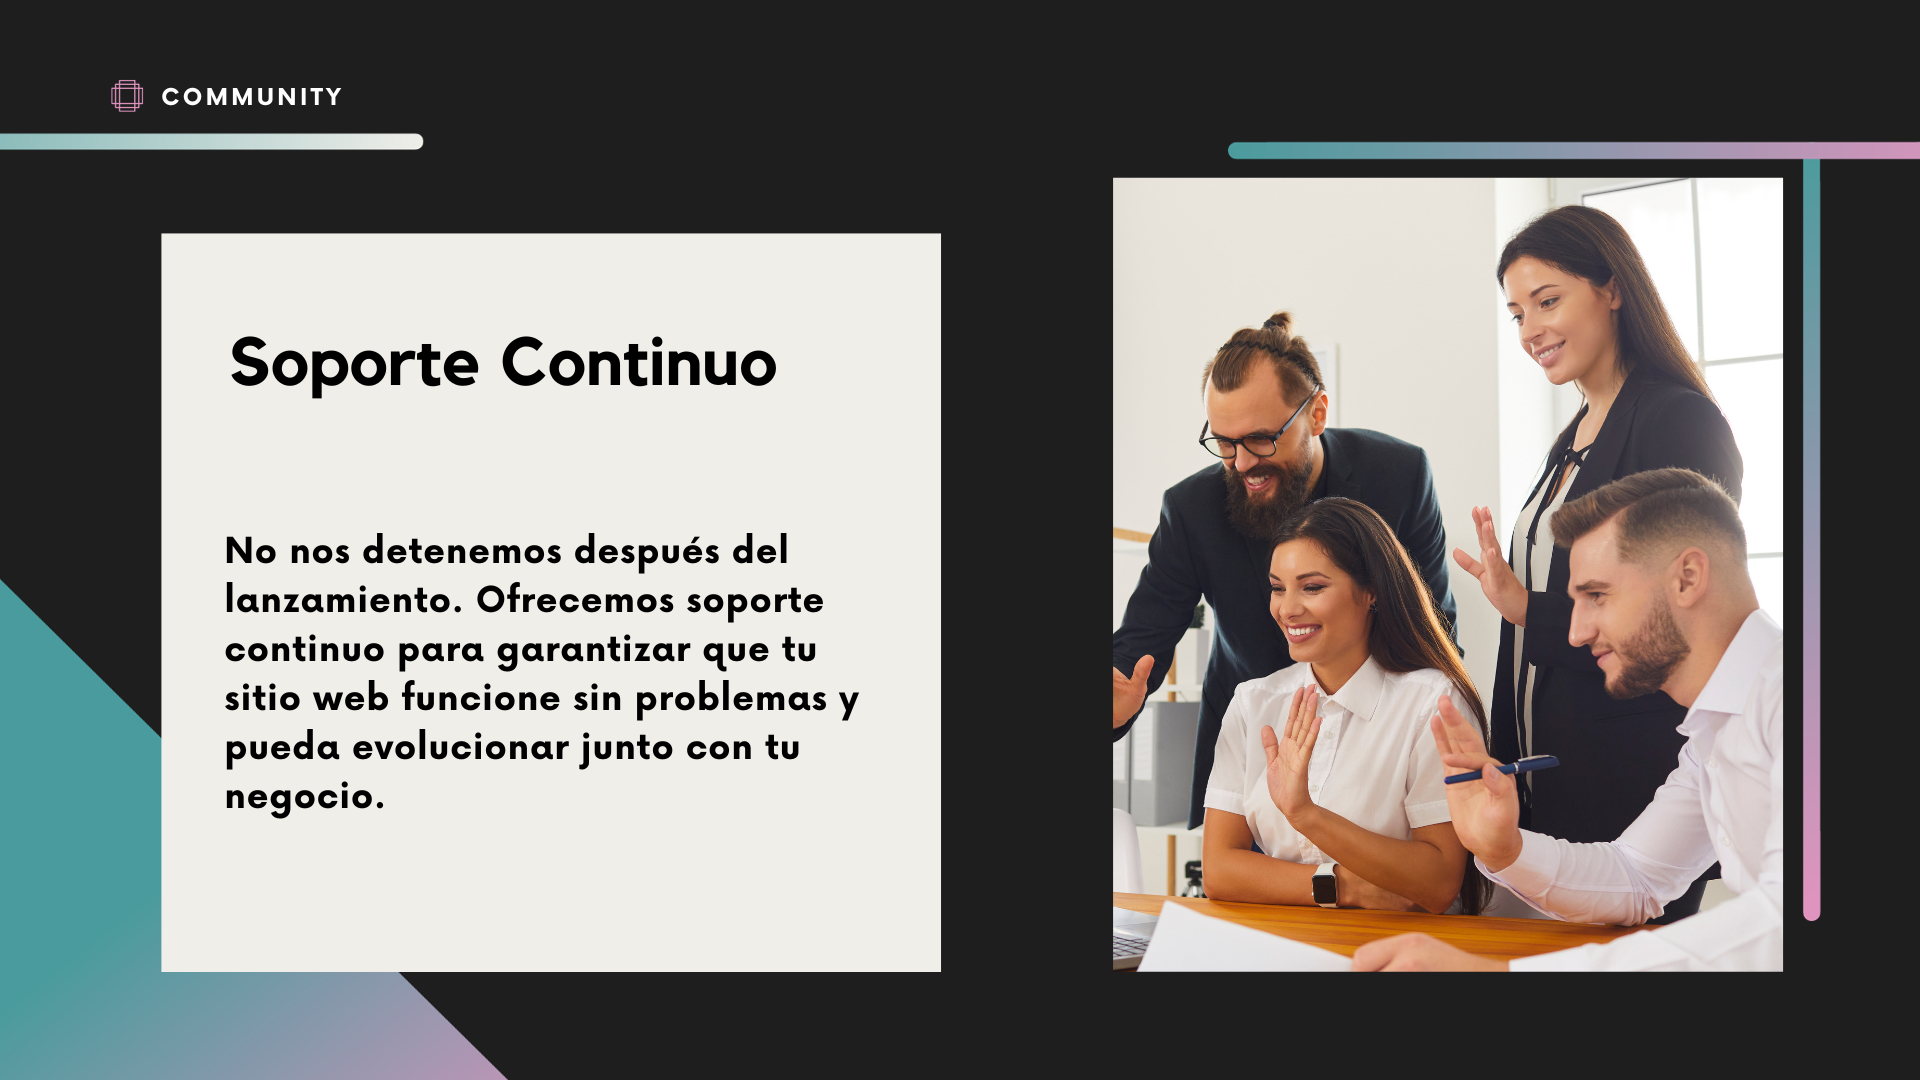 COMMUNITY
Soporte Continuo
No nos detenemos después del
lanzamiento. Ofrecemos soporte
continuo para garantizar que tu
sitio web funcione sin problemas y
pueda evolucionar junto con tu
negocio.